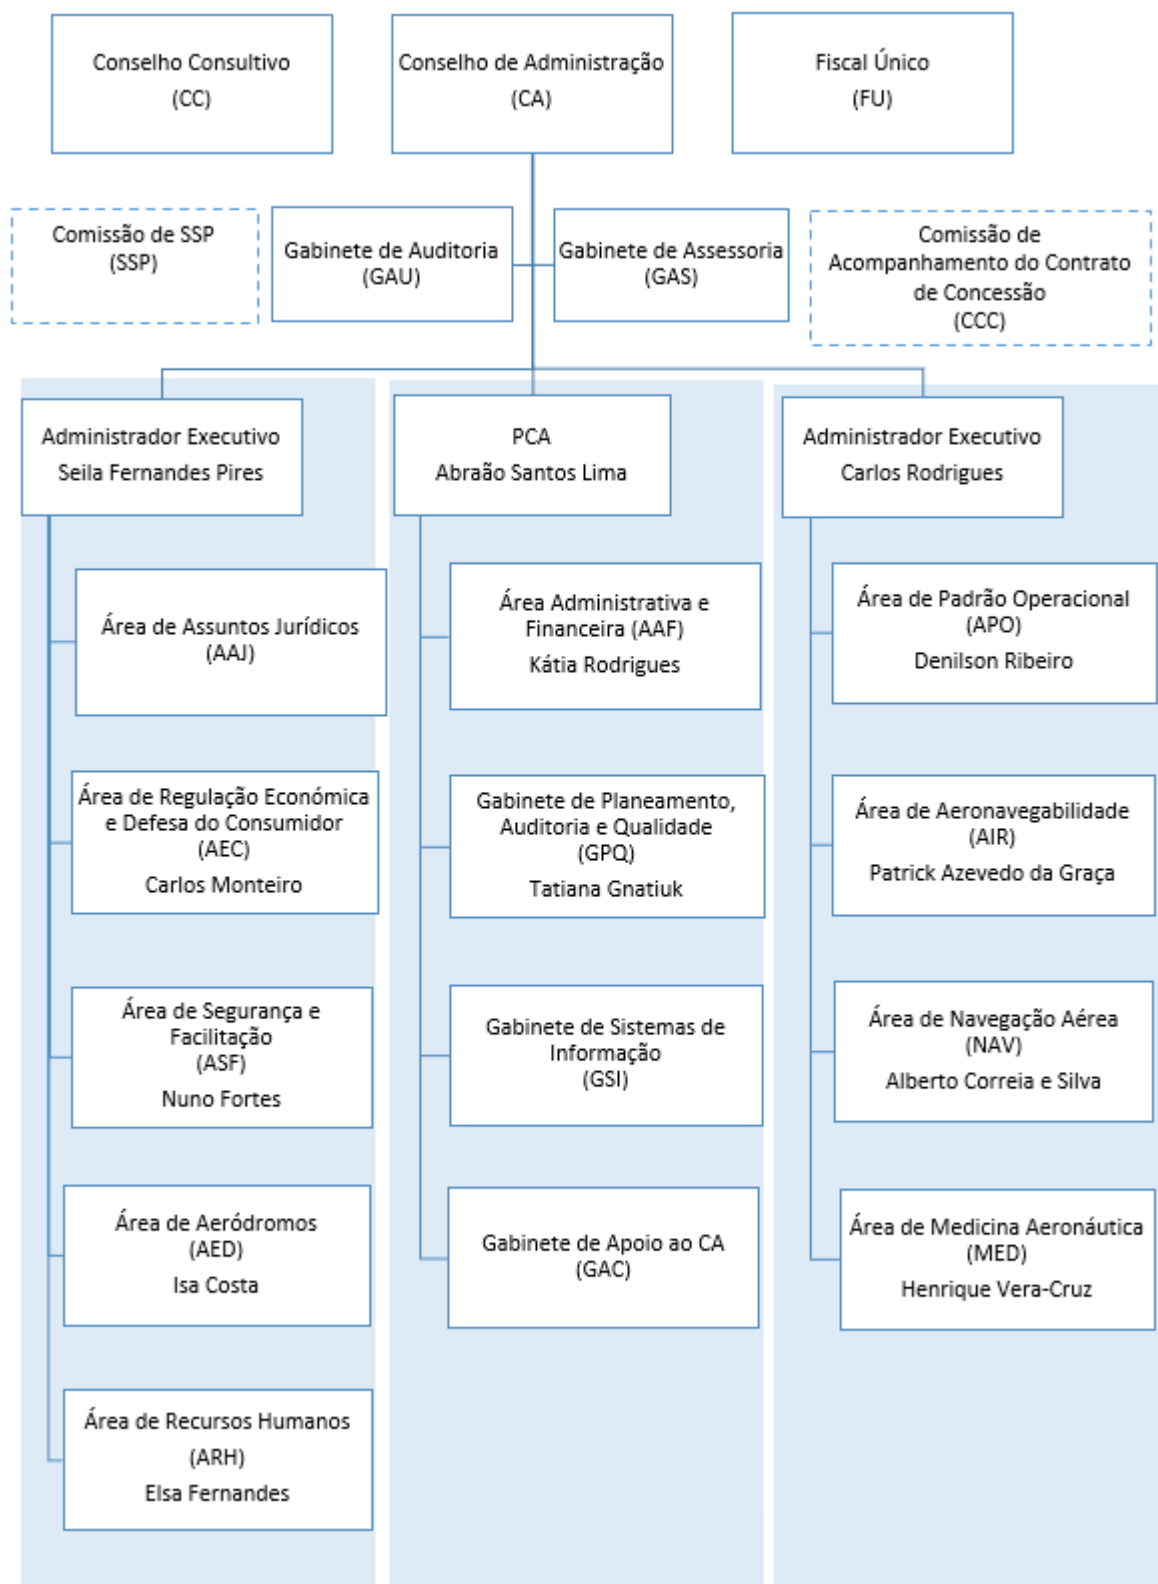 Conselho Consultivo
(CC)
Conselho de Administração
(CA)
Fiscal Único
(FU)
Comissão de SSP
(SSP)
Gabinete de Auditoria
(GAU)
Gabinete de Assessoria
(GAS)
Comissão de
Acompanhamento do Contrato
de Concessão
(CCC)
Administrador Executivo
Seila Fernandes Pires
PCA
Abraão Santos Lima
Administrador Executivo
Carlos Rodrigues
Área de Assuntos Jurídicos
(AAJ)
Área de Regulação Económica
e Defesa do Consumidor
(AEC)
Carlos Monteiro
Área de Segurança e
Facilitação
(ASF)
Nuno Fortes
Área de Aeródromos
(AED)
Isa Costa
Área de Recursos Humanos
(ARH)
Elsa Fernandes
Área Administrativa e
Financeira (AAF)
Kátia Rodrigues
Gabinete de Planeamento,
Auditoria e Qualidade
(GPQ)
Tatiana Gnatiuk
Gabinete de Sistemas de
Informação
(GSI)
Gabinete de Apoio ao CA
(GAC)
Área de Padrão Operacional
(APO)
Denilson Ribeiro
Área de Aeronavegabilidade
(AIR)
Patrick Azevedo da Graça
Área de Navegação Aérea
(NAV)
Alberto Correia e Silva
Área de Medicina Aeronáutica
(MED)
Henrique Vera-Cruz